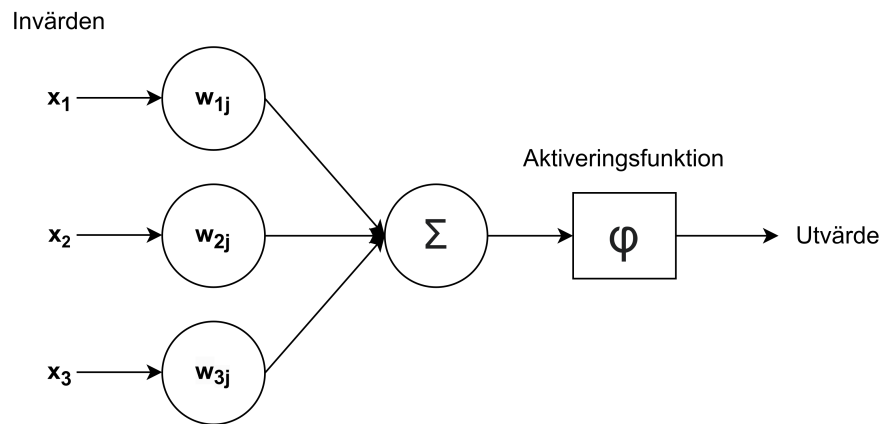 Invärden
x1
w1j
Aktiveringsfunktion
x2
w2j
Σ
φ
Utvärde
x3
w3j